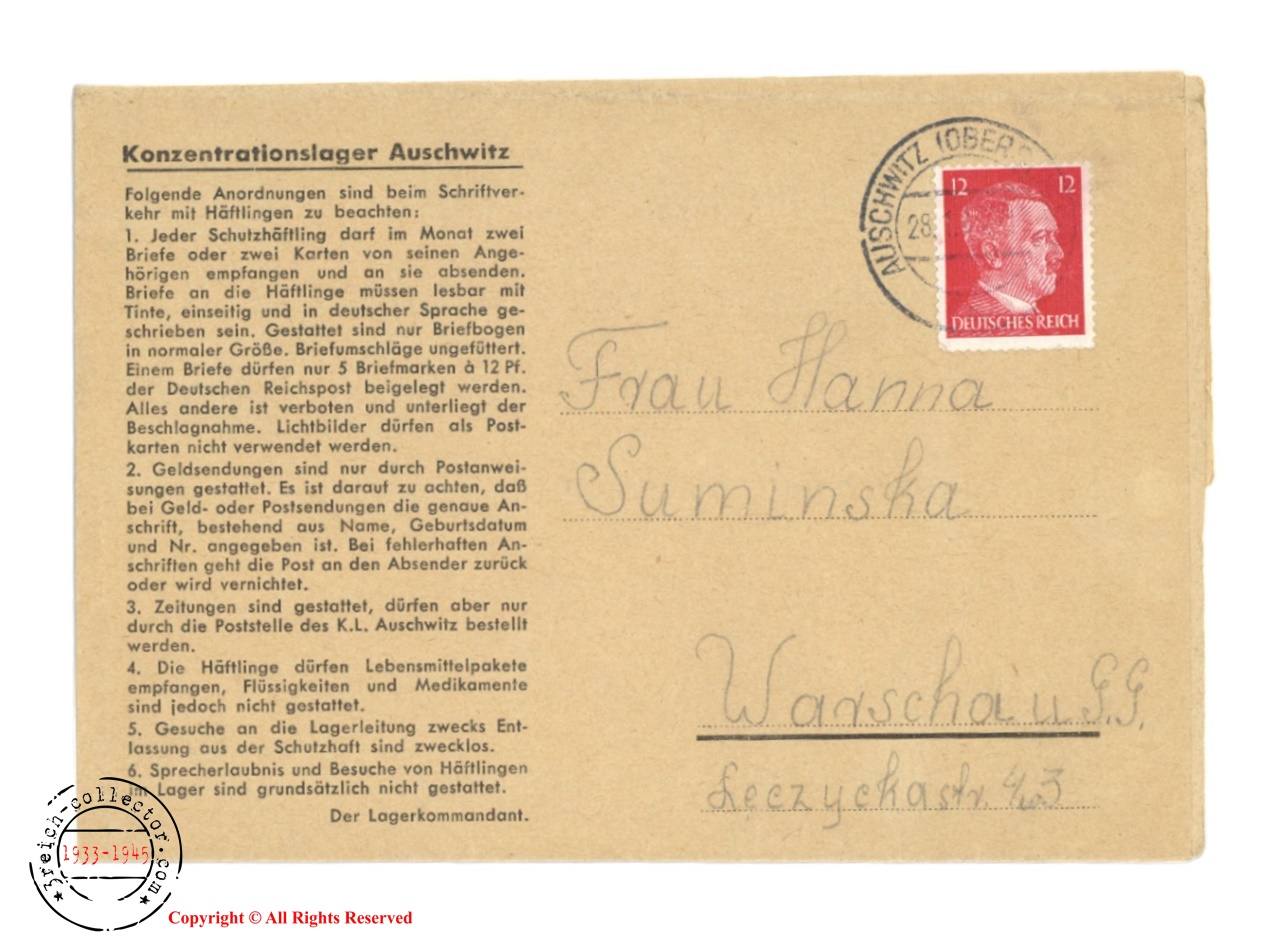 Konzentrationslager Auschwitz
Folgende Anordnungen sind beim Schriftver-
kehr mit Häftlingen zu beachten:
1. Jeder Schutzhäftling darf im Monat zwei
Briefe oder zwei Karten von seinen Ange-
hörigen empfangen und an sie absenden.
Briefe an die Häftlinge müssen lesbar mit
Tinte, einseitig und in deutscher Sprache ge-
schrieben sein. Gestattet sind nur Briefbogen
in normaler Größe. Briefumschläge ungefüttert.
Einem Briefe dürfen nur 5 Briefmarken à 12 Pf.
der Deutschen Reichspost beigelegt werden.
Alles andere ist verboten und unterliegt der
Beschlagnahme. Lichtbilder dürfen als Post-
karten nicht verwendet werden.
2. Geldsendungen sind nur durch Postanwei-
sungen gestattet. Es ist darauf zu achten, daß
bei Geld- oder Postsendungen die genaue An-
schrift, bestehend aus Name, Geburtsdatum
und Nr. angegeben ist. Bei fehlerhaften An-
schriften geht die Post an den Absender zurück
oder wird vernichtet.
3. Zeitungen sind gestattet, dürfen aber nur
durch die Poststelle des K.L. Auschwitz bestellt
werden.
4. Die Häftlinge dürfen Lebensmittelpakete
empfangen, Flüssigkeiten und Medikamente
sind jedoch nicht gestattet.
5. Gesuche an die Lagerleitung zwecks Ent-
lassung aus der Schutzhaft sind zwecklos.
6. Sprecherlaubnis und Besuche von Häftlingen
im Lager sind grundsätzlich nicht gestattet.
Der Lagerkommandant.
AUSCHWITZ (OBER
28.
12 12
DEUTSCHES REICH
Frau Hanna
Suminska
Warschau G.G.
Leczyckastr.
3reich-collector.com
1933-1945
Copyright © All Rights Reserved